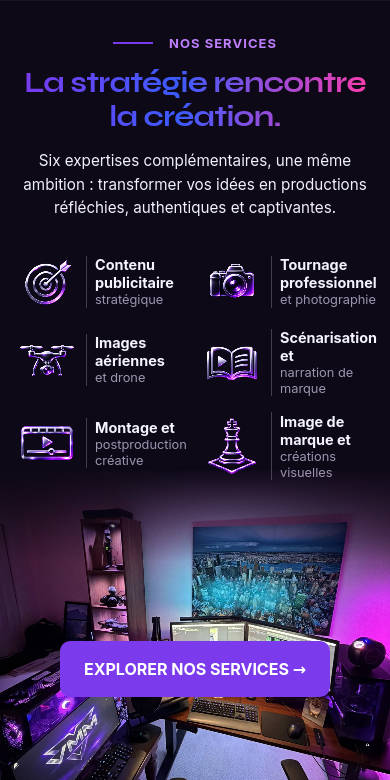 NOS SERVICES
La stratégie rencontre
la création.
Six expertises complémentaires, une même
ambition : transformer vos idées en productions
réfléchies, authentiques et captivantes.
Contenu
publicitaire
stratégique
Tournage
professionnel
et photographie
Images
aériennes
et drone
Scénarisation
et
narration de
marque
Montage et
postproduction
créative
Image de
marque et
créations
visuelles
EXPLORER NOS SERVICES →